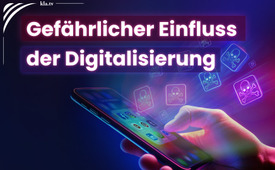 kla.tv
Gefährlicher Einfluss
der Digitalisierung